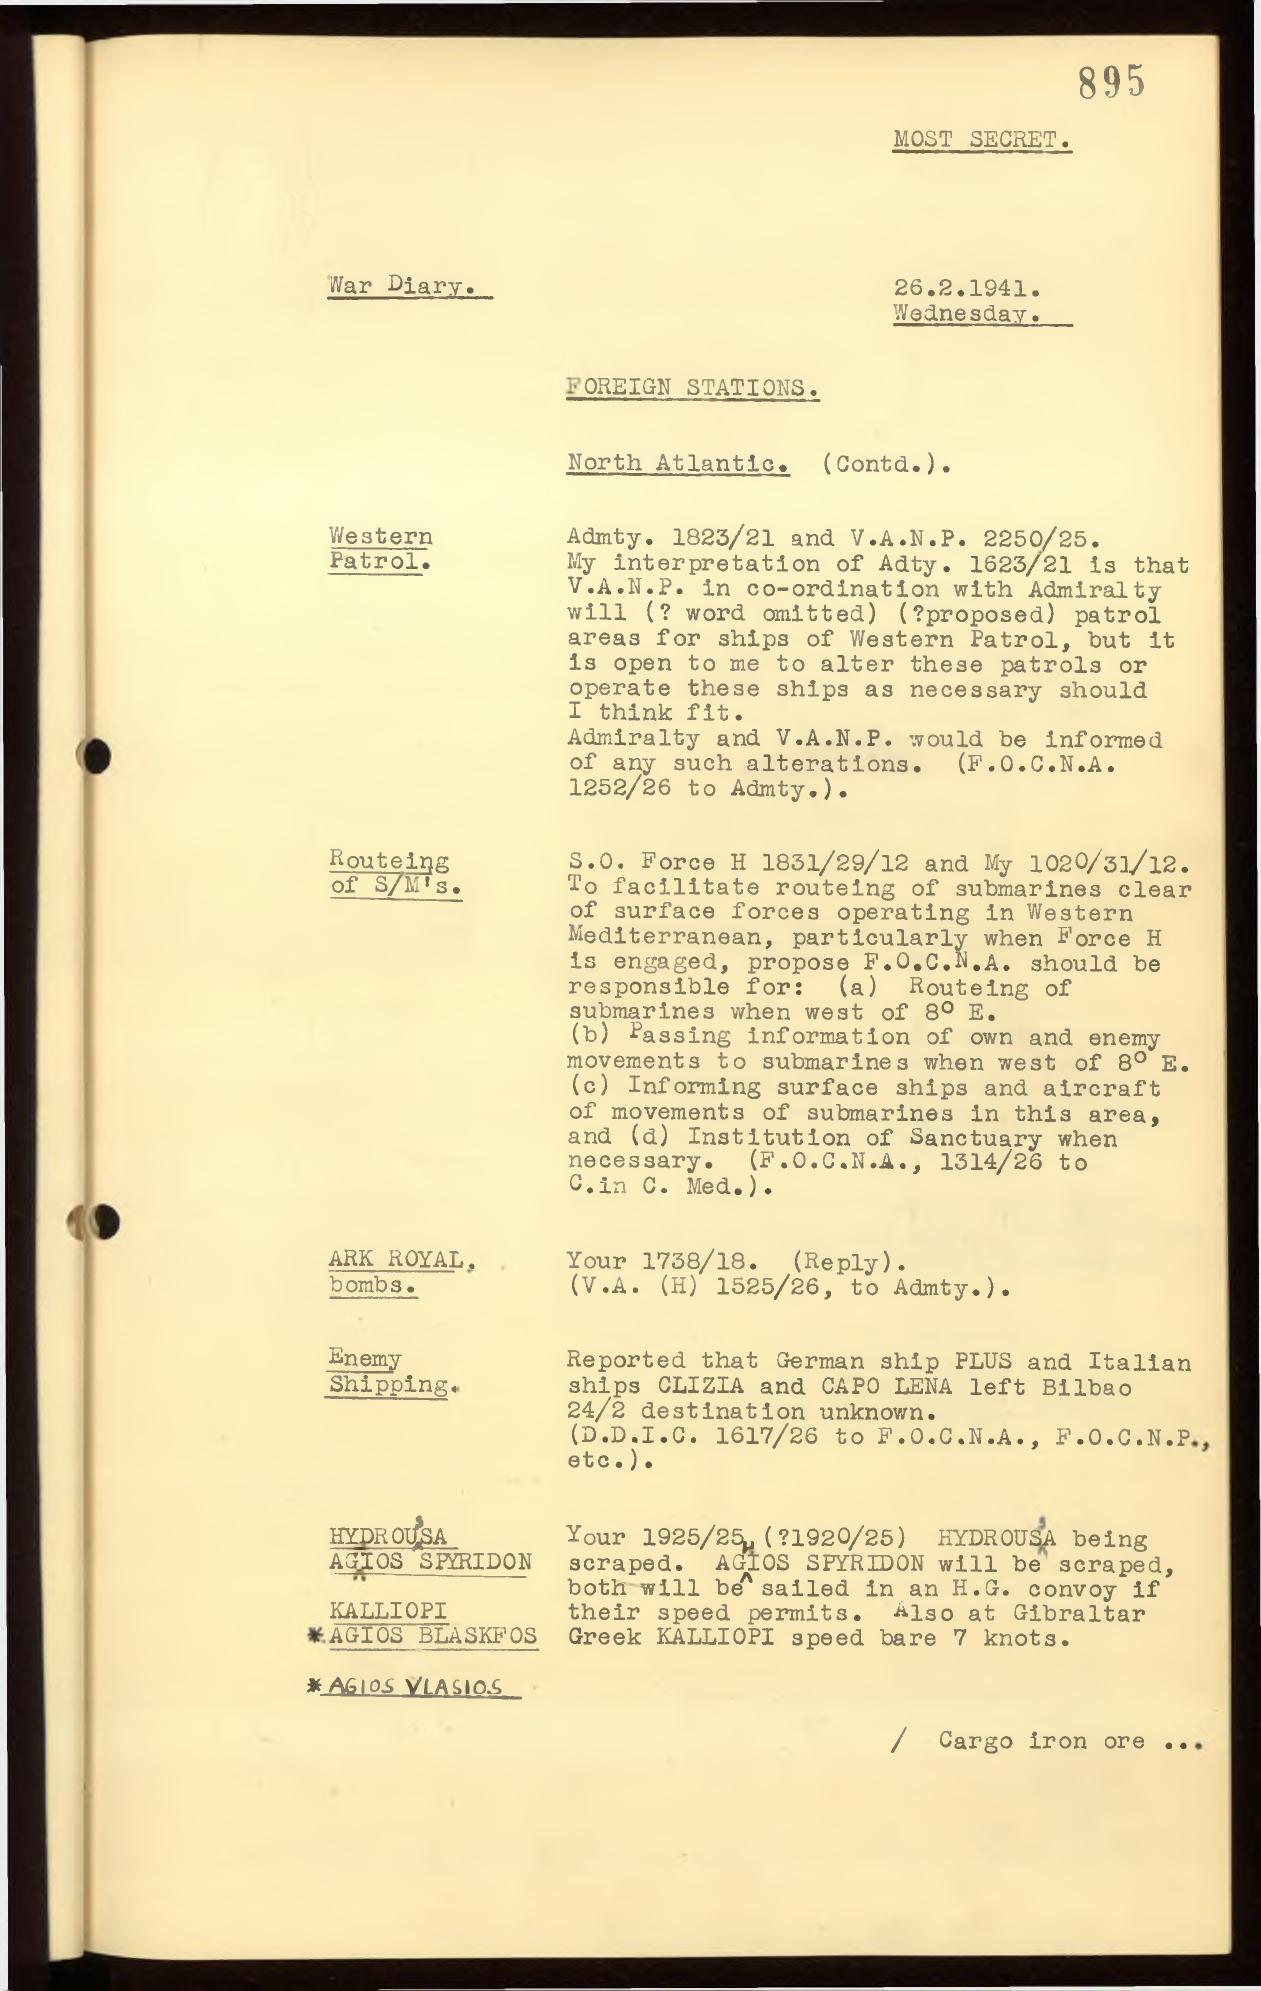 895
MOST SECRET.
War Diary.
26.2.1941.
Wednesday.
FOREIGN STATIONS.
North Atlantic. (Contd.).
Western
Patrol.
Admty. 1823/21 and V.A.N.P. 2250/25.
My interpretation of Adty. 1623/21 is that
V.A.N.P. in co-ordination with Admiralty
will (? word omitted) (?proposed) patrol
areas for ships of Western Patrol, but it
is open to me to alter these patrols or
operate these ships as necessary should
I think fit.
Admiralty and V.A.N.P. would be informed
of any such alterations. (F.O.C.N.A.
1252/26 to Admty.).
Routeing
of S/M's.
S.O. Force H 1831/29/12 and My 1020/31/12.
To facilitate routeing of submarines clear
of surface forces operating in Western
Mediterranean, particularly when Force H
is engaged, propose F.O.C.N.A. should be
responsible for: (a) Routeing of
submarines when west of 8° E.
(b) Passing information of own and enemy
movements to submarines when west of 8° E.
(c) Informing surface ships and aircraft
of movements of submarines in this area,
and (d) Institution of Sanctuary when
necessary. (F.O.C.N.A., 1314/26 to
C.in C. Med.).
ARK ROYAL,
bombs.
Your 1738/18. (Reply).
(V.A. (H) 1525/26, to Admty.).
Enemy
Shipping.
Reported that German ship PLUS and Italian
ships CLIZIA and CAPO LENA left Bilbao
24/2 destination unknown.
(D.D.I.C. 1617/26 to F.O.C.N.A., F.O.C.N.P.,
etc.).
HYDROUSA
AGIOS SPYRIDON
KALLIOPI
* AGIOS BLASKFOS
* AGIOS VLASIOS
Your 1925/25, (?1920/25) HYDROUSA being
scraped. AGIOS SPYRIDON will be scraped,
both will be sailed in an H.G. convoy if
their speed permits. Also at Gibraltar
Greek KALLIOPI speed bare 7 knots.
/ Cargo iron ore ...